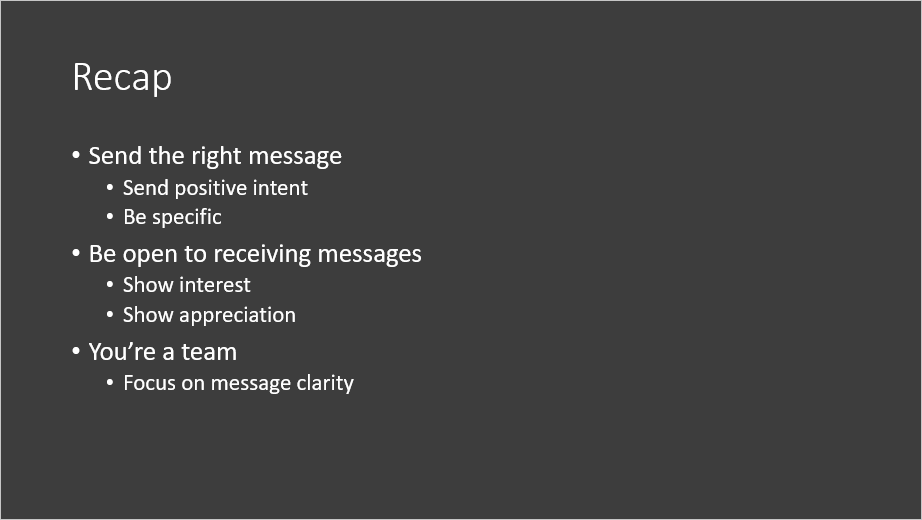 Recap
• Send the right message
• Send positive intent
• Be specific
• Be open to receiving messages
• Show interest
• Show appreciation
• You’re a team
• Focus on message clarity